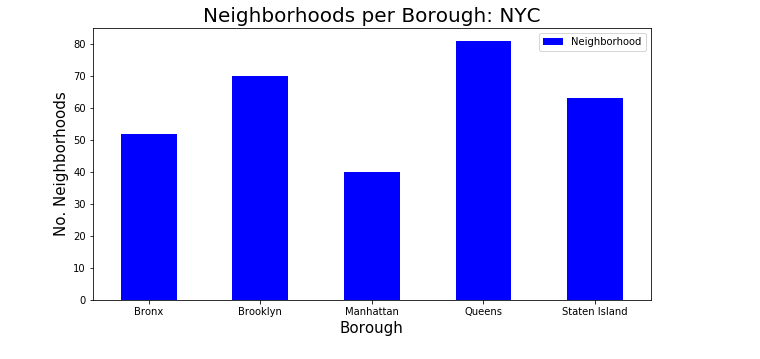 Neighborhoods per Borough: NYC
Neighborhood
No. Neighborhoods
80
70
60
50
40
30
20
10
0
Bronx Brooklyn Manhattan Queens Staten Island
Borough